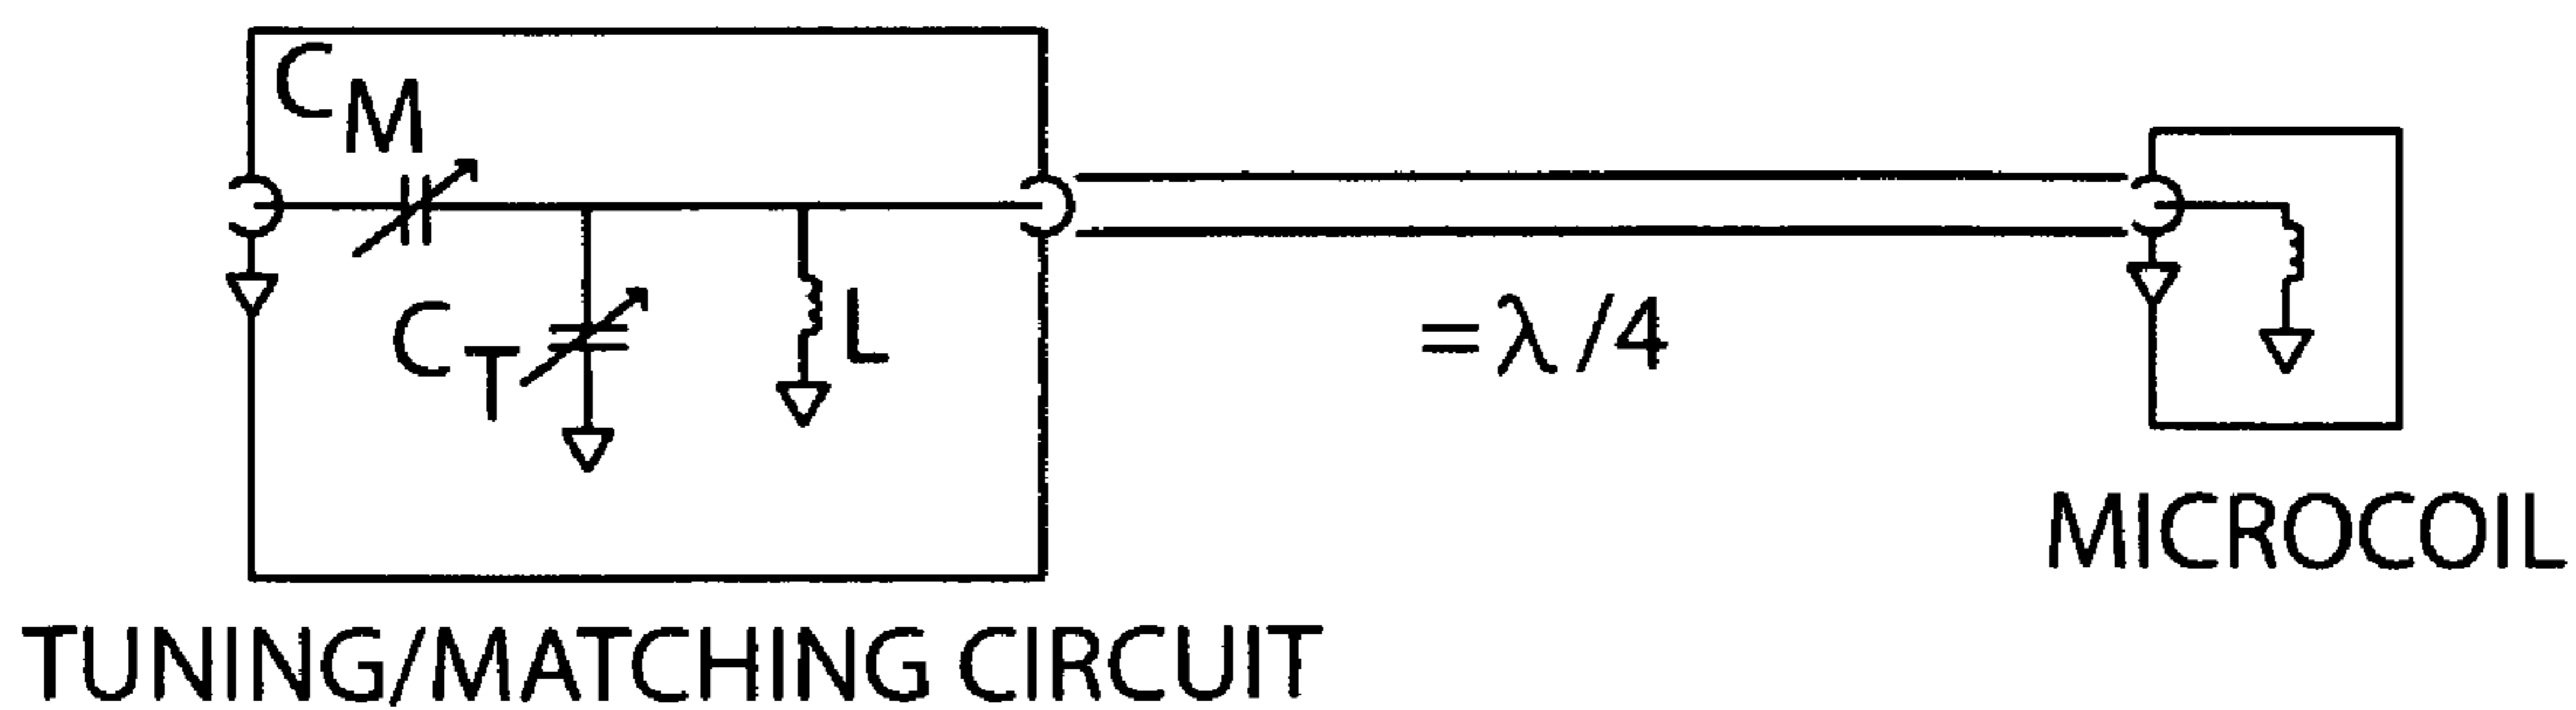 C_M
C_T
L
=λ/4
MICROCOIL
TUNING/MATCHING CIRCUIT